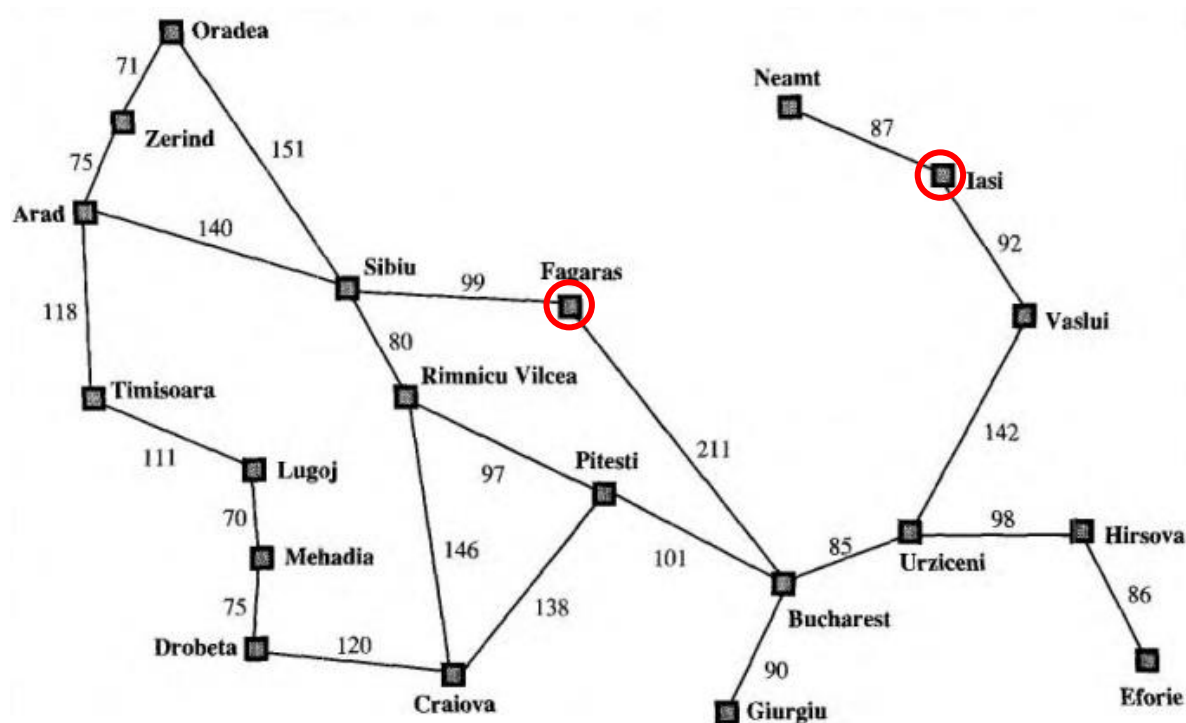 Oradea
Neamt
71
87
Zerind
151
75
Iasi
Arad
140
92
Sibiu
99
Fagaras
118
Vaslui
80
Timisoara
Rimnicu Vilcea
142
211
111
Lugoj
97
Pitesti
70
98
Hirsova
146
101
85
Urziceni
Mehadia
86
75
138
Bucharest
Drobeta
120
90
Eforie
Craiova
Giurgiu